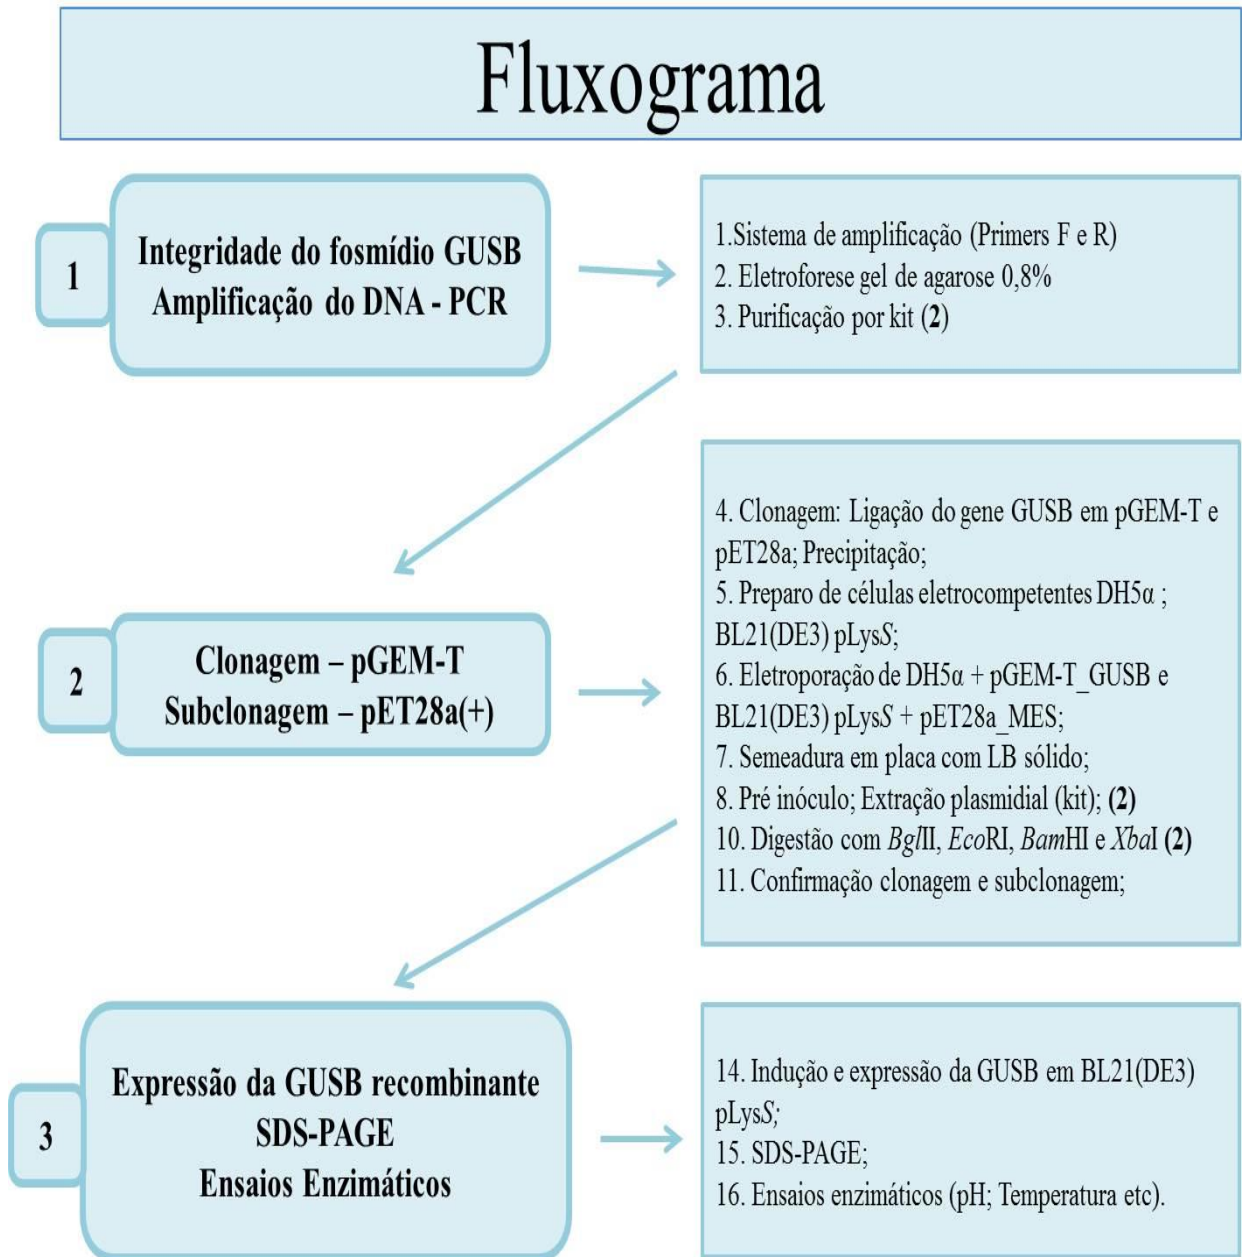 Fluxograma
1
Integridade do fosmídio GUSB
Amplificação do DNA - PCR
1.Sistema de amplificação (Primers F e R)
2. Eletroforese gel de agarose 0,8%
3. Purificação por kit (2)
2
Clonagem – pGEM-T
Subclonagem – pET28a(+)
4. Clonagem: Ligação do gene GUSB em pGEM-T e
pET28a; Precipitação;
5. Preparo de células eletrocompetentes DH5α ;
BL21(DE3) pLysS;
6. Eletroporação de DH5α + pGEM-T_GUSB e
BL21(DE3) pLysS + pET28a_MES;
7. Semeadura em placa com LB sólido;
8. Pré inóculo; Extração plasmidial (kit); (2)
10. Digestão com BglII, EcoRI, BamHI e XbaI (2)
11. Confirmação clonagem e subclonagem;
3
Expressão da GUSB recombinante
SDS-PAGE
Ensaios Enzimáticos
14. Indução e expressão da GUSB em BL21(DE3)
pLysS;
15. SDS-PAGE;
16. Ensaios enzimáticos (pH; Temperatura etc).